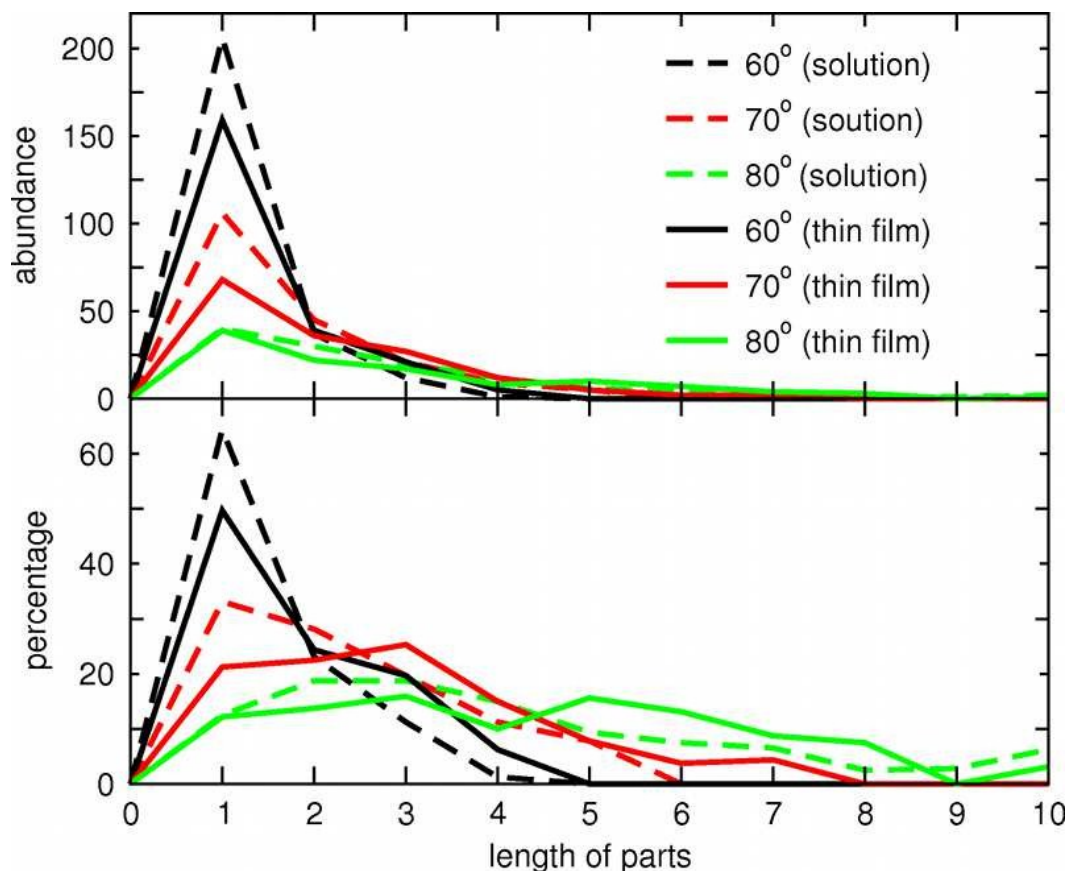 200
150
100
50
0
abundance
60° (solution)
70° (soution)
80° (solution)
60° (thin film)
70° (thin film)
80° (thin film)
60
40
20
0
percentage
0 1 2 3 4 5 6 7 8 9 10
length of parts